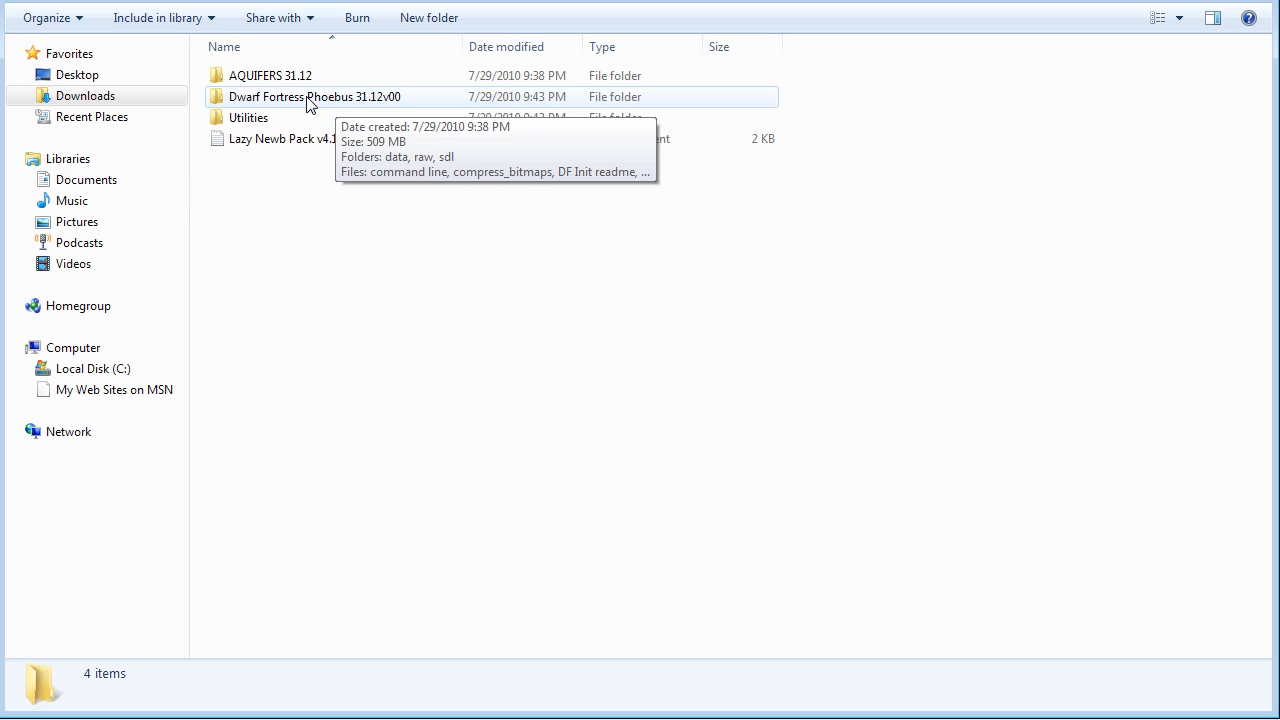 Organize Include in library Share with Burn New folder
Name Date modified Type Size
Favorites
Desktop
Downloads
Recent Places
Libraries
Documents
Music
Pictures
Podcasts
Videos
Homegroup
Computer
Local Disk (C:)
My Web Sites on MSN
Network
AQUIFERS 31.12 7/29/2010 9:38 PM File folder
Dwarf Fortress Phoebus 31.12v00 7/29/2010 9:43 PM File folder
Utilities File folder
Lazy Newb Pack v4.1 2 KB
Date created: 7/29/2010 9:38 PM
Size: 509 MB
Folders: data, raw, sdl
Files: command line, compress_bitmaps, DF Init readme, ...
4 items